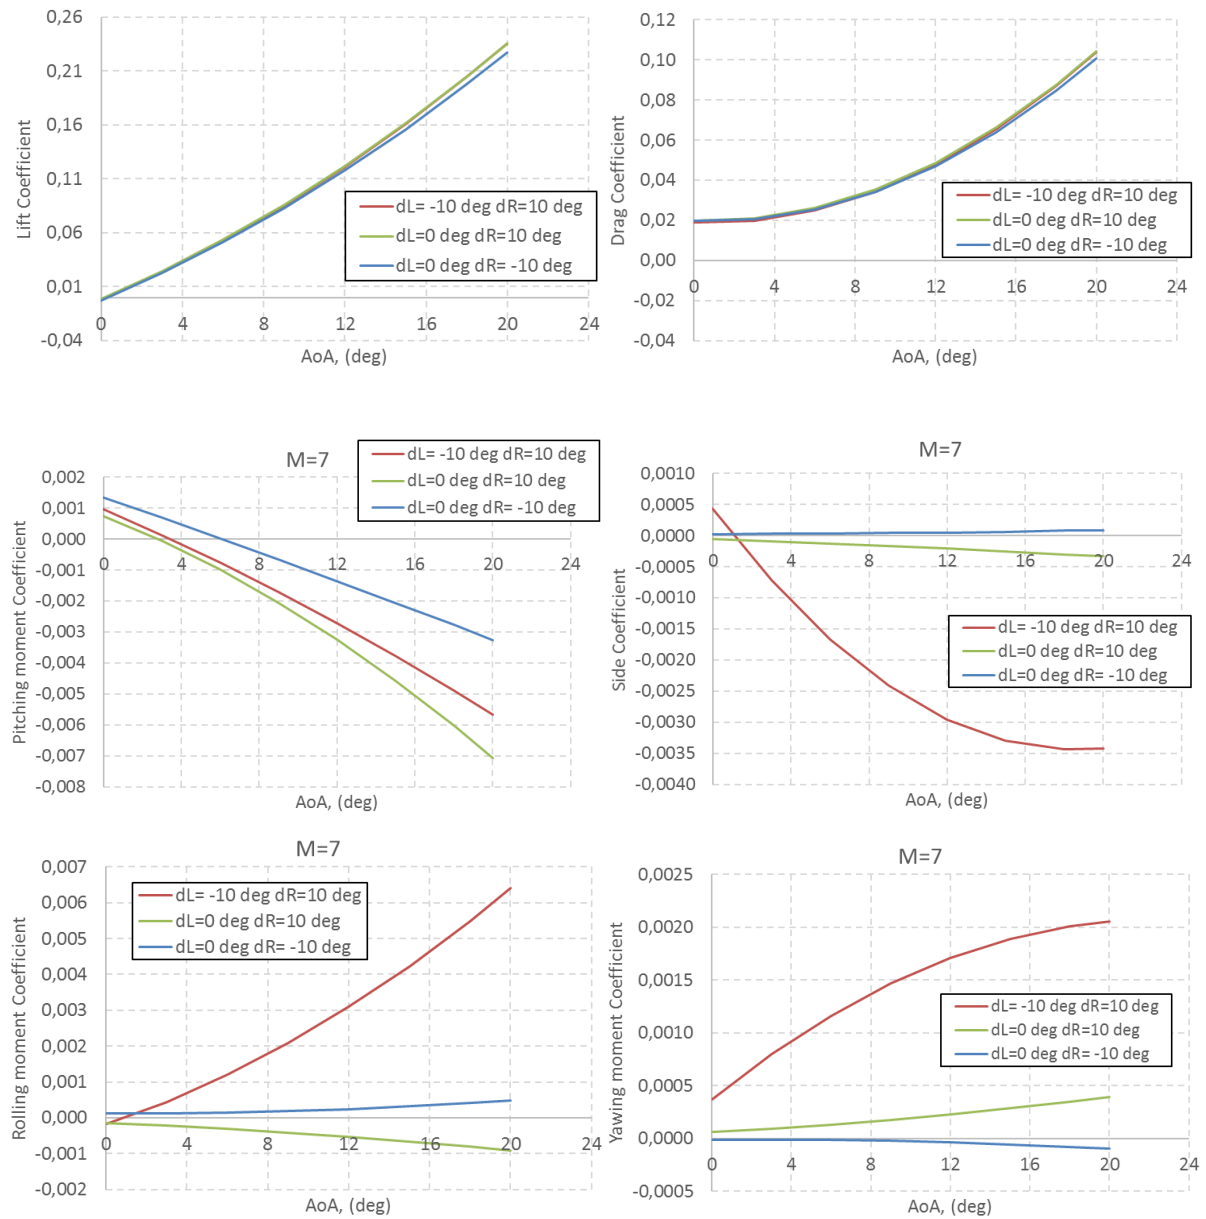 0,26
0,21
0,16
0,11
0,06
0,01
-0,04
0
4
8
12
16
20
24
Lift Coefficient
AoA, (deg)
dL= -10 deg dR=10 deg
dL=0 deg dR=10 deg
dL=0 deg dR= -10 deg
0,12
0,10
0,08
0,06
0,04
0,02
0,00
-0,02
-0,04
0
4
8
12
16
20
24
Drag Coefficient
AoA, (deg)
dL= -10 deg dR=10 deg
dL=0 deg dR=10 deg
dL=0 deg dR= -10 deg
M=7
0,002
0,001
0,000
-0,001
-0,002
-0,003
-0,004
-0,005
-0,006
-0,007
-0,008
0
4
8
12
16
20
24
Pitching moment Coefficient
AoA, (deg)
dL= -10 deg dR=10 deg
dL=0 deg dR=10 deg
dL=0 deg dR= -10 deg
M=7
0,0010
0,0005
0,0000
-0,0005
-0,0010
-0,0015
-0,0020
-0,0025
-0,0030
-0,0035
-0,0040
0
4
8
12
16
20
24
Side Coefficient
AoA, (deg)
dL= -10 deg dR=10 deg
dL=0 deg dR=10 deg
dL=0 deg dR= -10 deg
M=7
0,007
0,006
0,005
0,004
0,003
0,002
0,001
0,000
-0,001
-0,002
0
4
8
12
16
20
24
Rolling moment Coefficient
AoA, (deg)
dL= -10 deg dR=10 deg
dL=0 deg dR=10 deg
dL=0 deg dR= -10 deg
M=7
0,0025
0,0020
0,0015
0,0010
0,0005
0,0000
-0,0005
0
4
8
12
16
20
24
Yawing moment Coefficient
AoA, (deg)
dL= -10 deg dR=10 deg
dL=0 deg dR=10 deg
dL=0 deg dR= -10 deg